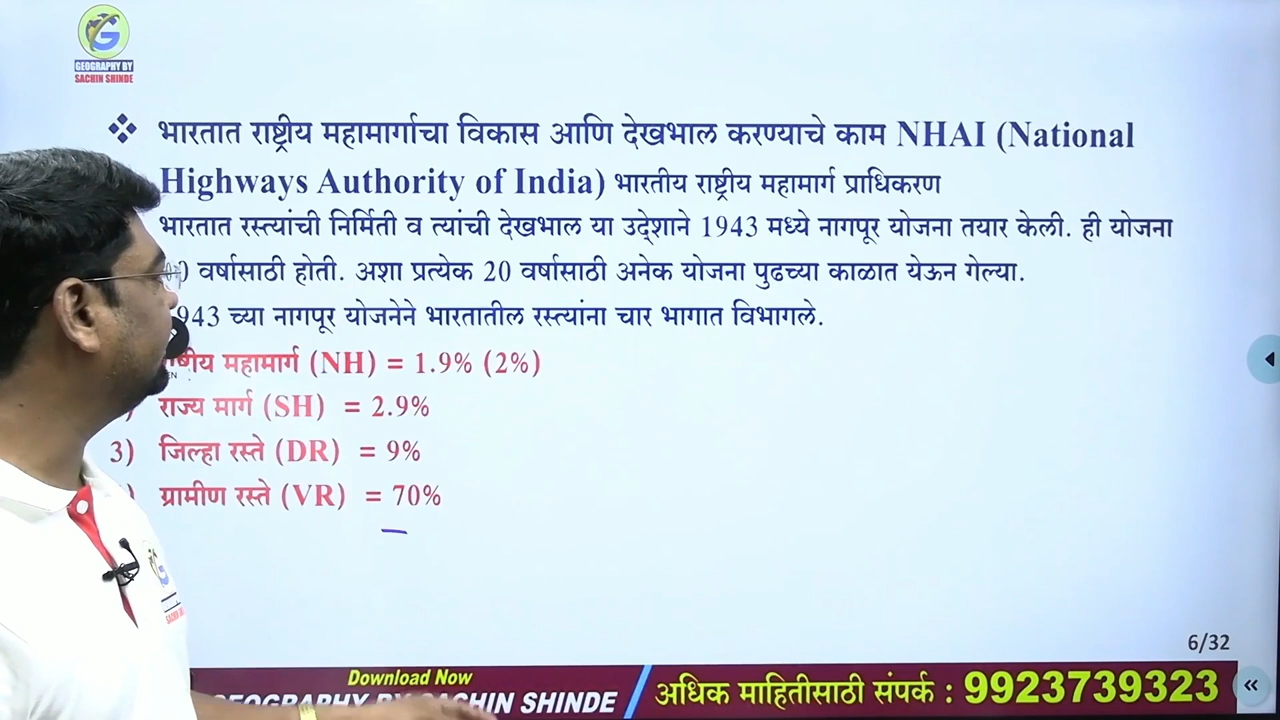 G
GEOGRAPHY BY
SACHIN SHINDE
❖ भारतात राष्ट्रीय महामार्गाचा विकास आणि देखभाल करण्याचे काम NHAI (National
Highways Authority of India) भारतीय राष्ट्रीय महामार्ग प्राधिकरण
भारतात रस्त्यांची निर्मिती व त्यांची देखभाल या उद्देशाने 1943 मध्ये नागपूर योजना तयार केली. ही योजना
वर्षासाठी होती. अशा प्रत्येक 20 वर्षासाठी अनेक योजना पुढच्या काळात येऊन गेल्या.
943 च्या नागपूर योजनेने भारतातील रस्त्यांना चार भागात विभागले.
महामार्ग (NH) = 1.9% (2%)
राज्य मार्ग (SH) = 2.9%
3) जिल्हा रस्ते (DR) = 9%
ग्रामीण रस्ते (VR) = 70%
6/32
Download Now
GEOGRAPHY BY SACHIN SHINDE
अधिक माहितीसाठी संपर्क : 9923739323